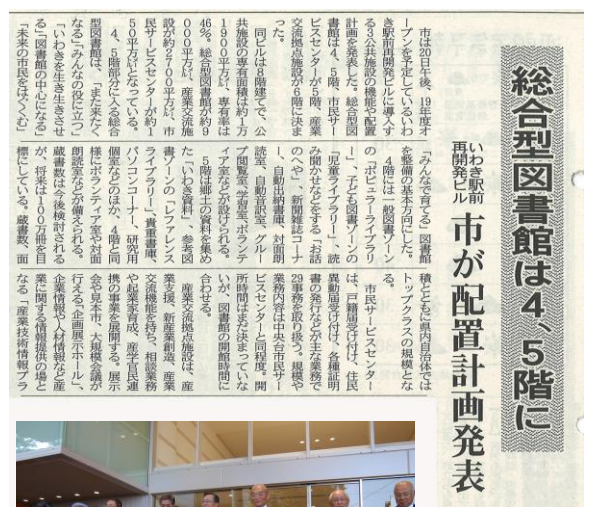 総合型図書館は4、5階に
いわき駅前
再開発ビル
市が配置計画発表
市は20日午後、19年度オ
ープンを予定しているいわ
き駅前再開発ビルに導入す
る3公共施設の機能や配置
計画を発表した。総合型図
書館は4、5階、市民サー
ビスセンターが5階、産業
交流拠点施設が6階に決ま
った。
同ビルは8階建てで、公
共施設の専有面積は約1万
1900平方㍍、専有率は
46%。総合型図書館が約9
000平方㍍、産業交流施
設が約2700平方㍍、市
民サービスセンターが約1
50平方㍍となっている。
4、5階部分に入る総合
型図書館は、「また来たく
なる」「みんなの役に立つ」
「いわきを生き生きさせ
る」「図書館の中心になる」
「未来の市民をはぐくむ」
「みんなで育てる」図書館
を整備の基本方向にした。
4階には一般図書ゾーン
の「ポピュラーライブラリ
ー」、子ども図書ゾーンの
「児童ライブラリー」、読
み聞かせなどをする「お話
のへや」、新聞雑誌コーナ
ー、自動出納書庫、対面朗
読室、自動音訳室、グルー
プ閲覧室、学習室、ボランテ
ィア室などが設けられる。
5階は郷土の資料を集め
た「いわき資料」、参考図
書ゾーンの「レファレンス
ライブラリー」、貴重書庫、
パソコンコーナー、研究用
個室などのほか、4階と同
様にボランティア室や対面
朗読室などが備えられる。
蔵書数は今後検討される
が、将来は100万冊を目
標にしている。蔵書数、面
積とともに県内自治体では
トップクラスの規模とな
る。
市民サービスセンター
は、戸籍届受け付け、住民
異動届受け付け、各種証明
書の発行などが主な業務で
29事務を取り扱う。規模や
業務内容は中央台市民サー
ビスセンターと同程度。開
所時間はまだ決まっていな
いが、図書館の開館時間に
合わせる。
産業交流拠点施設は、産
業支援、新産業創造、産業
交流機能を持ち、相談業務
や起業家育成、産学官民連
携の事業を展開する。展示
会や見本市、大規模会議が
行える「企画展示ホール」、
企業情報や人材情報など産
業に関する情報提供の場と
なる「産業技術情報プラ